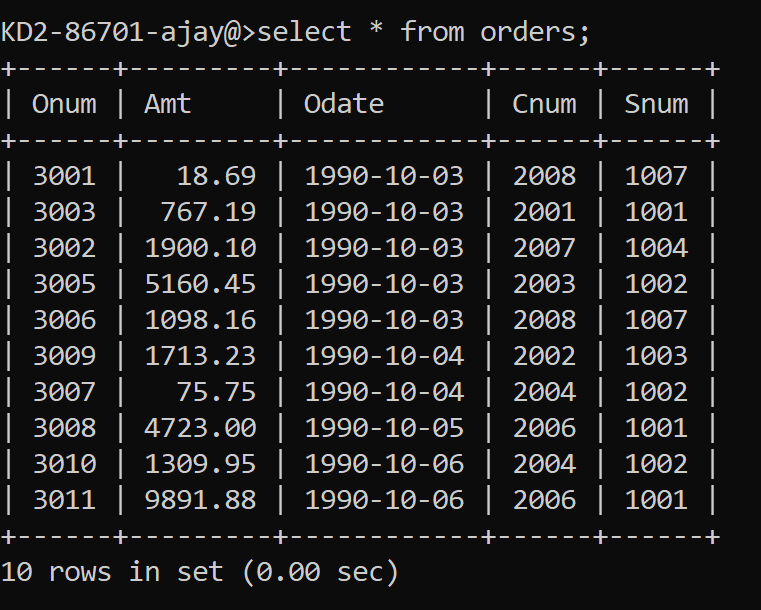 KD2-86701-ajay@>select * from orders;
+------+---------+------------+------+------+
| Onum | Amt     | Odate      | Cnum | Snum |
+------+---------+------------+------+------+
| 3001 |   18.69 | 1990-10-03 | 2008 | 1007 |
| 3003 |  767.19 | 1990-10-03 | 2001 | 1001 |
| 3002 | 1900.10 | 1990-10-03 | 2007 | 1004 |
| 3005 | 5160.45 | 1990-10-03 | 2003 | 1002 |
| 3006 | 1098.16 | 1990-10-03 | 2008 | 1007 |
| 3009 | 1713.23 | 1990-10-04 | 2002 | 1003 |
| 3007 |   75.75 | 1990-10-04 | 2004 | 1002 |
| 3008 | 4723.00 | 1990-10-05 | 2006 | 1001 |
| 3010 | 1309.95 | 1990-10-06 | 2004 | 1002 |
| 3011 | 9891.88 | 1990-10-06 | 2006 | 1001 |
+------+---------+------------+------+------+
10 rows in set (0.00 sec)